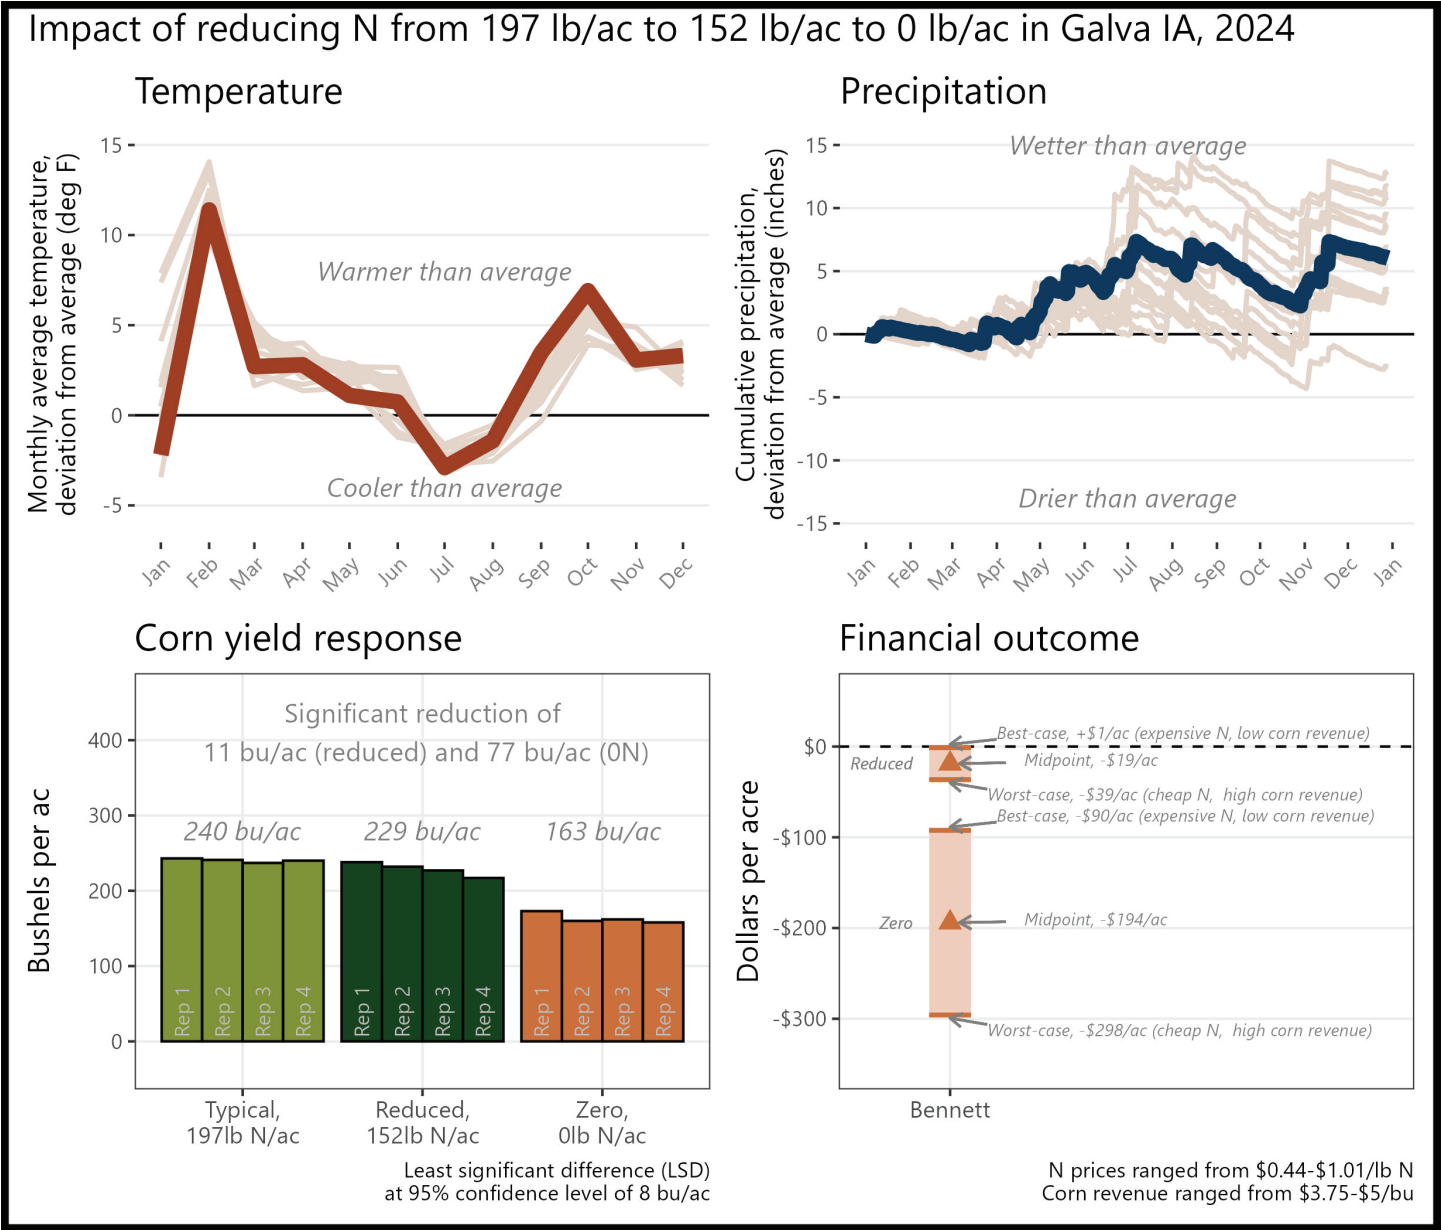 Impact of reducing N from 197 lb/ac to 152 lb/ac to 0 lb/ac in Galva IA, 2024
Temperature
Monthly average temperature,
deviation from average (deg F)
15
10
5
0
-5
Warmer than average
Cooler than average
Jan
Feb
Mar
Apr
May
Jun
Jul
Aug
Sep
Oct
Nov
Dec
Precipitation
Cumulative precipitation,
deviation from average (inches)
15
10
5
0
-5
-10
-15
Wetter than average
Drier than average
Jan
Feb
Mar
Apr
May
Jun
Jul
Aug
Sep
Oct
Nov
Dec
Jan
Corn yield response
Bushels per ac
400
300
200
100
0
Significant reduction of
11 bu/ac (reduced) and 77 bu/ac (0N)
240 bu/ac
229 bu/ac
163 bu/ac
Rep 1
Rep 2
Rep 3
Rep 4
Rep 1
Rep 2
Rep 3
Rep 4
Rep 1
Rep 2
Rep 3
Rep 4
Typical,
197lb N/ac
Reduced,
152lb N/ac
Zero,
0lb N/ac
Least significant difference (LSD)
at 95% confidence level of 8 bu/ac
Financial outcome
Dollars per acre
$0
-$100
-$200
-$300
Best-case, +$1/ac (expensive N, low corn revenue)
Reduced
Midpoint, -$19/ac
Worst-case, -$39/ac (cheap N, high corn revenue)
Best-case, -$90/ac (expensive N, low corn revenue)
Zero
Midpoint, -$194/ac
Worst-case, -$298/ac (cheap N, high corn revenue)
Bennett
N prices ranged from $0.44-$1.01/lb N
Corn revenue ranged from $3.75-$5/bu